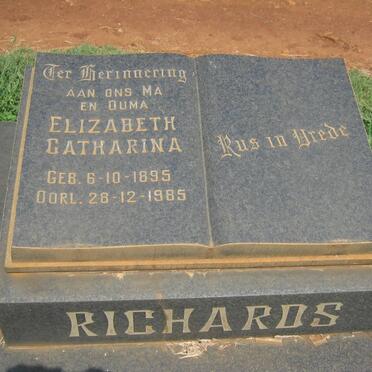 Ter Herinnering
AAN ONS MA
EN OUMA
ELIZABETH
CATHARINA
GEB. 6-10-1895
OORL. 28-12-1985
Rus in Vrede
RICHARDS